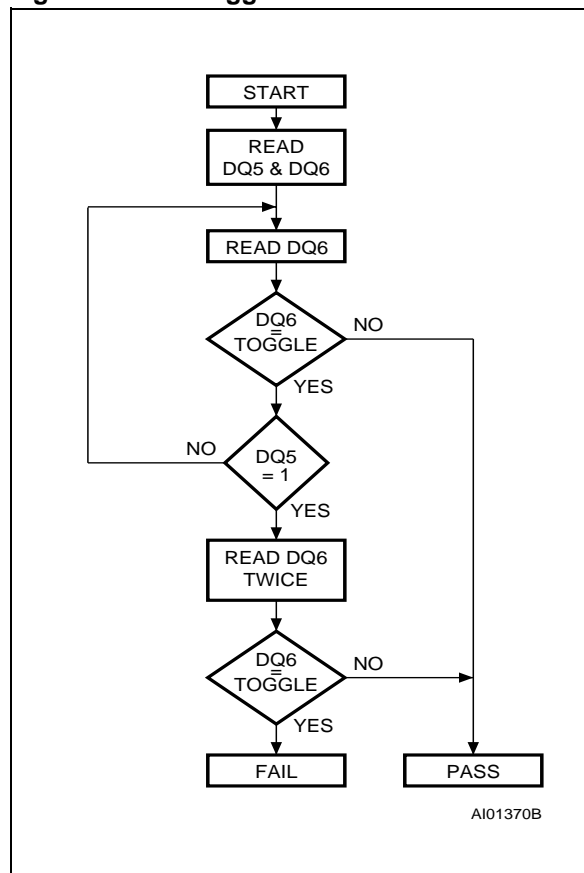 START
READ
DQ5 & DQ6
READ DQ6
DQ6
=
TOGGLE
NO
YES
NO
DQ5
= 1
YES
READ DQ6
TWICE
DQ6
=
TOGGLE
NO
YES
FAIL
PASS
AI01370B